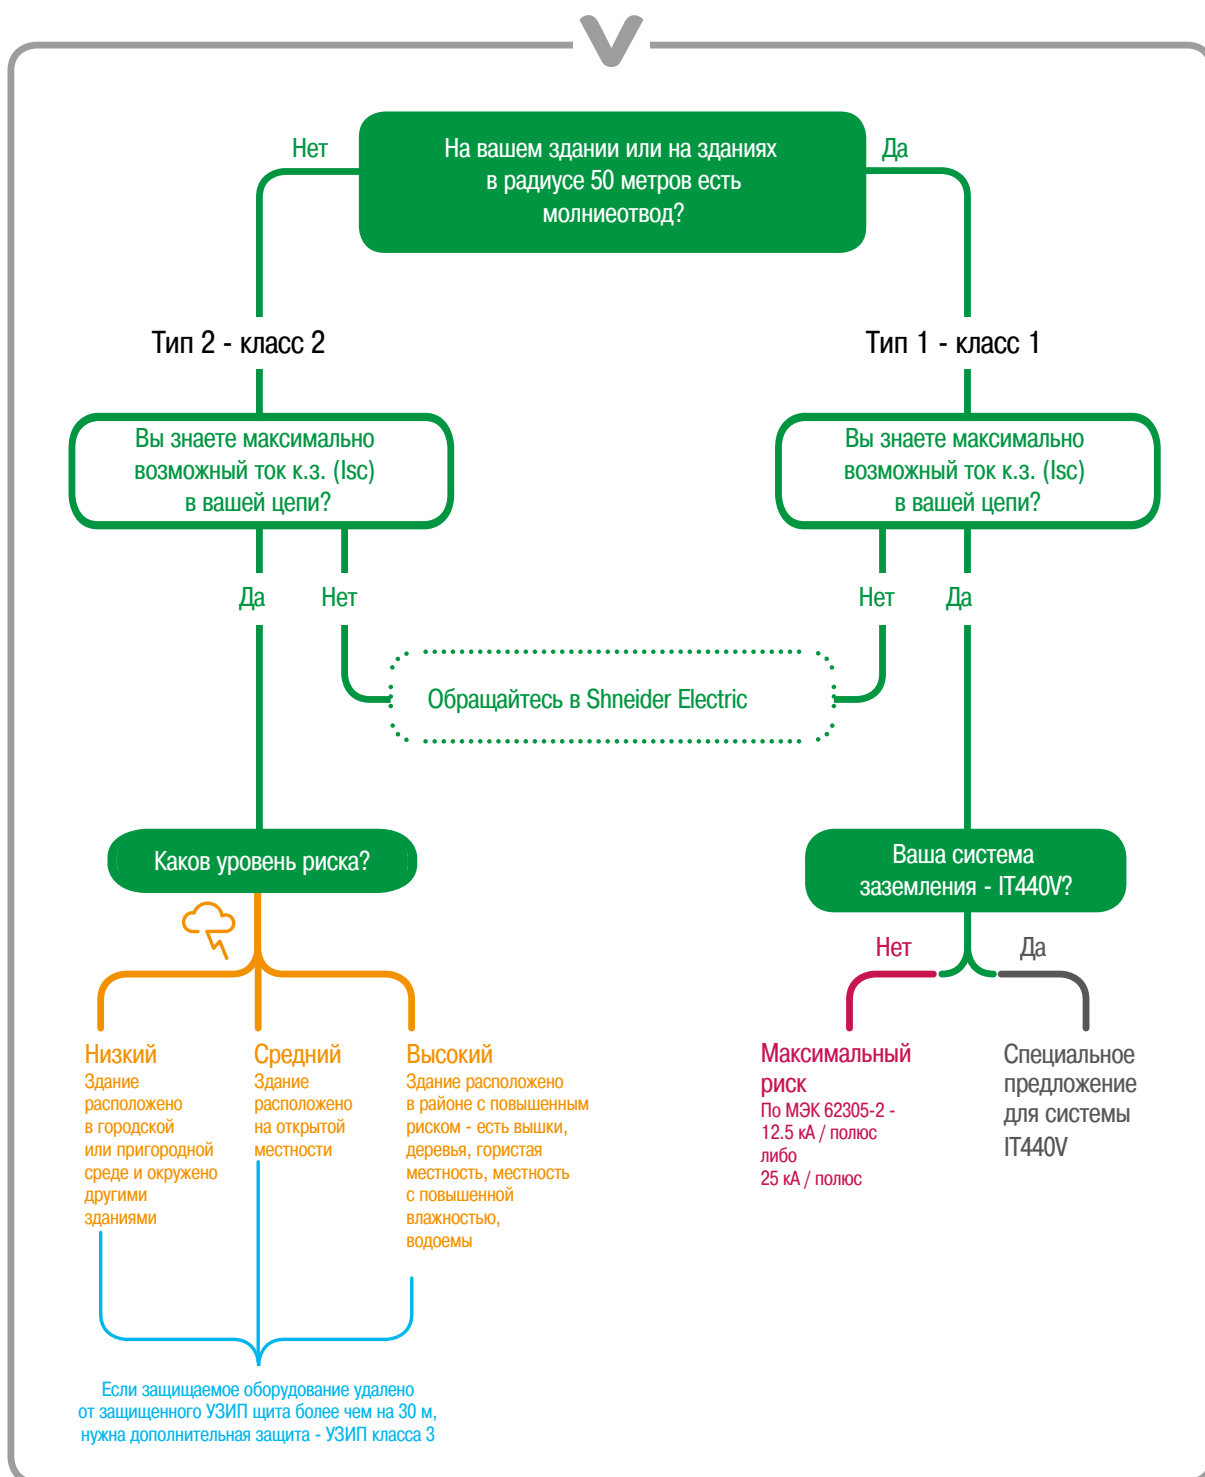 Нет
На вашем здании или на зданиях
в радиусе 50 метров есть
молниеотвод?
Да
Тип 2 - класс 2
Тип 1 - класс 1
Вы знаете максимально
возможный ток к.з. (Isc)
в вашей цепи?
Вы знаете максимально
возможный ток к.з. (Isc)
в вашей цепи?
Да
Нет
Нет
Да
Обращайтесь в Shneider Electric
Каков уровень риска?
Ваша система
заземления - IT440V?
Нет
Да
Низкий
Здание
расположено
в городской
или пригородной
среде и окружено
другими
зданиями
Средний
Здание
расположено
на открытой
местности
Высокий
Здание расположено
в районе с повышенным
риском - есть вышки,
деревья, гористая
местность, местность
с повышенной
влажностью,
водоемы
Максимальный
риск
По МЭК 62305-2 -
12.5 кА / полюс
либо
25 кА / полюс
Специальное
предложение
для системы
IT440V
Если защищаемое оборудование удалено
от защищенного УЗИП щита более чем на 30 м,
нужна дополнительная защита - УЗИП класса 3